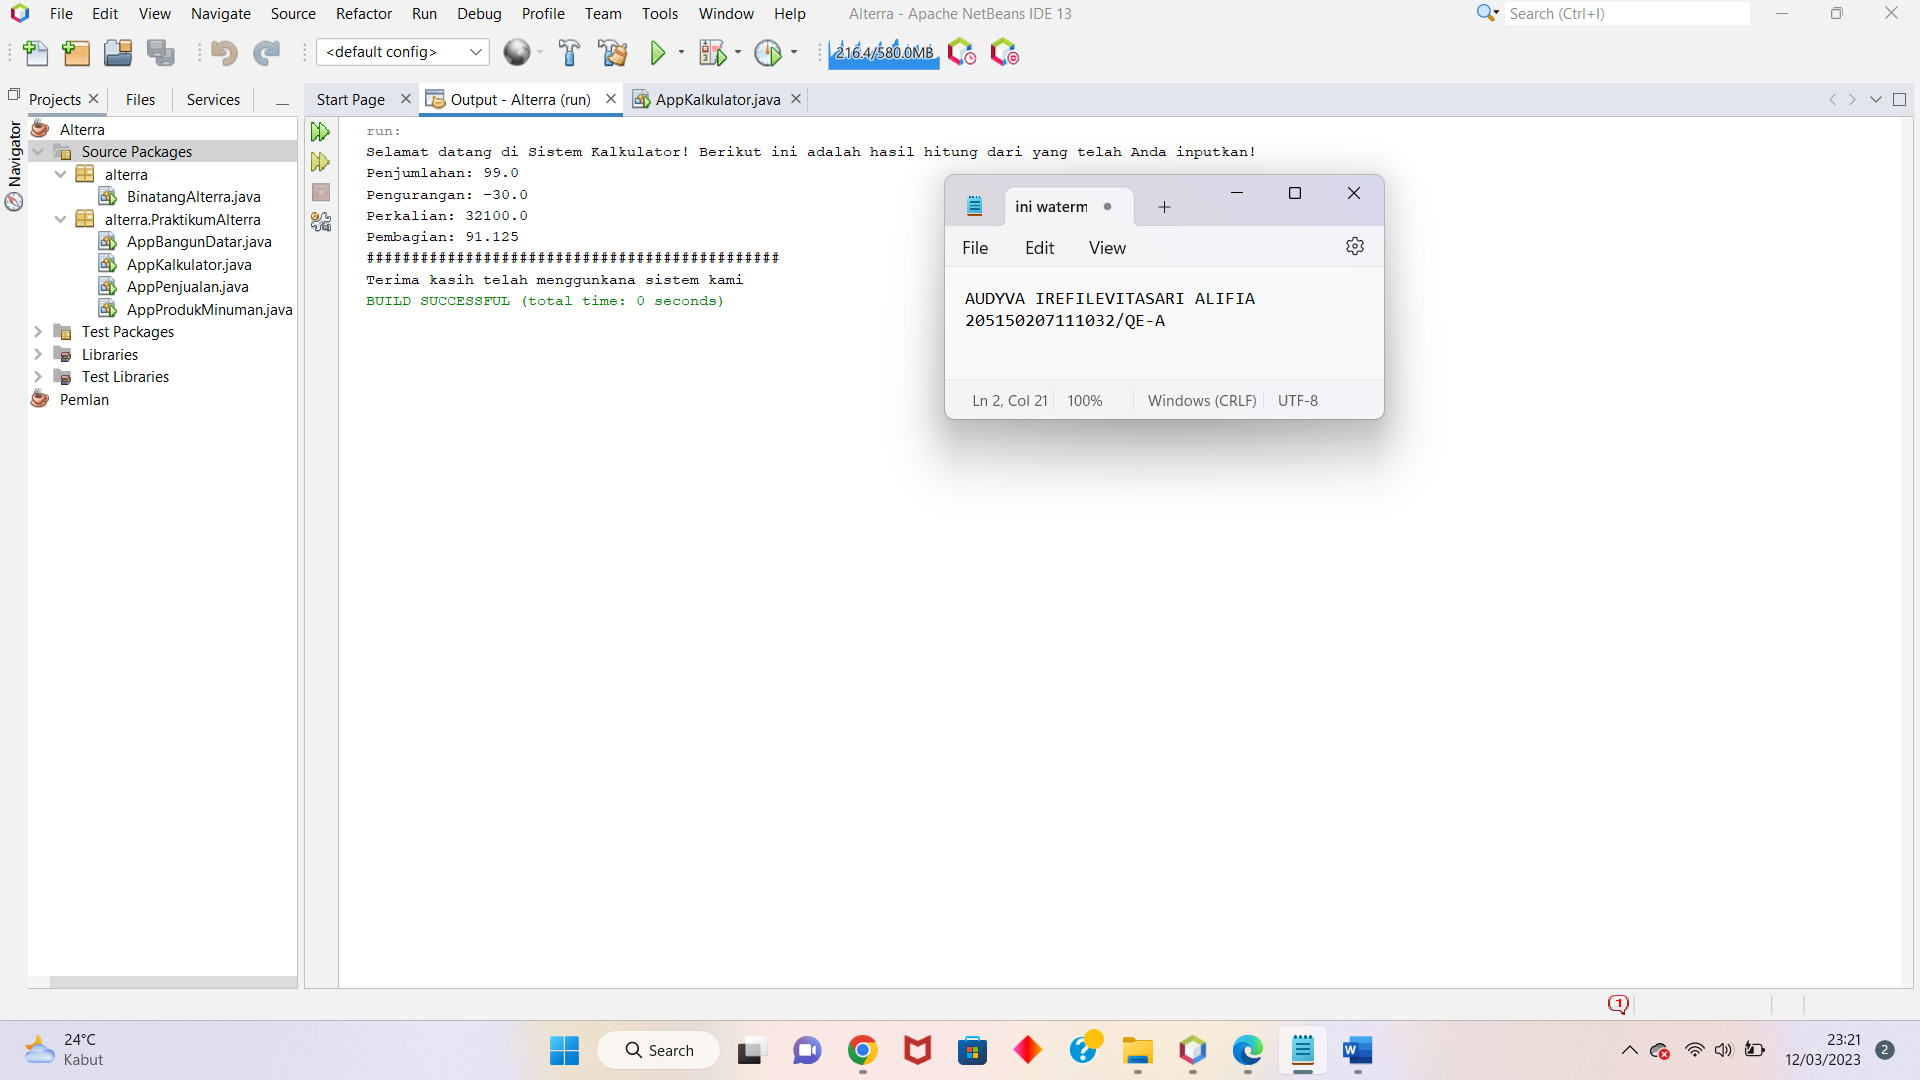 File Edit View Navigate Source Refactor Run Debug Profile Team Tools Window Help Alterra - Apache NetBeans IDE 13 Search (Ctrl+I)
<default config> 216.4/580.0MB
Projects Files Services Start Page Output - Alterra (run) AppKalkulator.java
Navigator
Alterra
Source Packages
alterra
BinatangAlterra.java
alterra.PraktikumAlterra
AppBangunDatar.java
AppKalkulator.java
AppPenjualan.java
AppProdukMinuman.java
Test Packages
Libraries
Test Libraries
Pemlan
run:
Selamat datang di Sistem Kalkulator! Berikut ini adalah hasil hitung dari yang telah Anda inputkan!
Penjumlahan: 99.0
Pengurangan: -30.0
Perkalian: 32100.0
Pembagian: 91.125
##############################################
Terima kasih telah menggunkana sistem kami
BUILD SUCCESSFUL (total time: 0 seconds)
ini waterm
File Edit View
AUDYVA IREFILEVITASARI ALIFIA
205150207111032/QE-A
Ln 2, Col 21 100% Windows (CRLF) UTF-8
1
24°C
Kabut
Search
23:21
12/03/2023
2